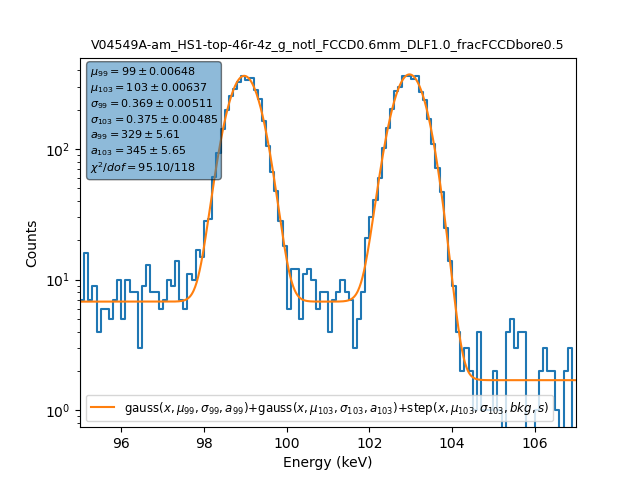 V04549A-am_HS1-top-46r-4z_g_notl_FCCD0.6mm_DLF1.0_fracFCCDbore0.5
μ₉₉ = 99 ± 0.00648
μ₁₀₃ = 103 ± 0.00637
σ₉₉ = 0.369 ± 0.00511
σ₁₀₃ = 0.375 ± 0.00485
a₉₉ = 329 ± 5.61
a₁₀₃ = 345 ± 5.65
χ²/dof = 95.10/118
Counts
10²
10¹
10⁰
gauss(x, μ₉₉, σ₉₉, a₉₉)+gauss(x, μ₁₀₃, σ₁₀₃, a₁₀₃)+step(x, μ₁₀₃, σ₁₀₃, bkg, s)
96 98 100 102 104 106
Energy (keV)